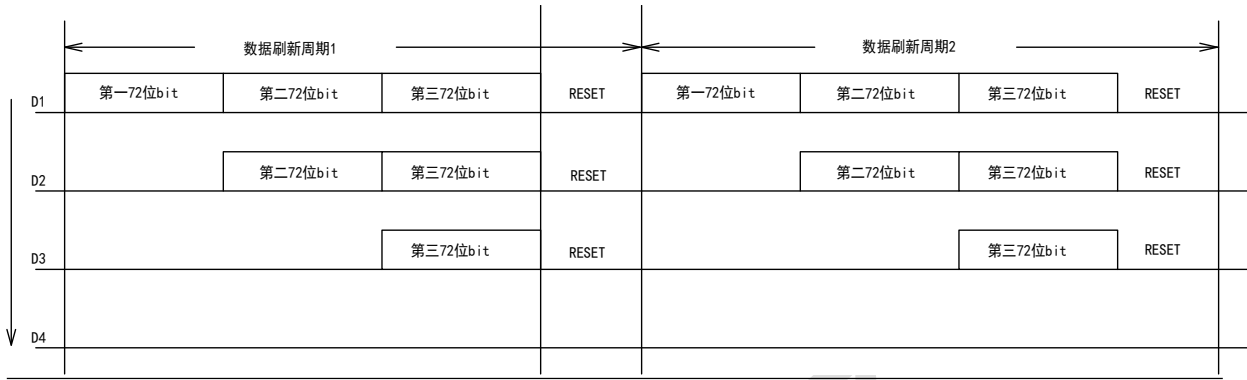 数据刷新周期1
数据刷新周期2
D1 第一72位bit 第二72位bit 第三72位bit RESET 第一72位bit 第二72位bit 第三72位bit RESET
D2 第二72位bit 第三72位bit RESET 第二72位bit 第三72位bit RESET
D3 第三72位bit RESET 第三72位bit RESET
D4